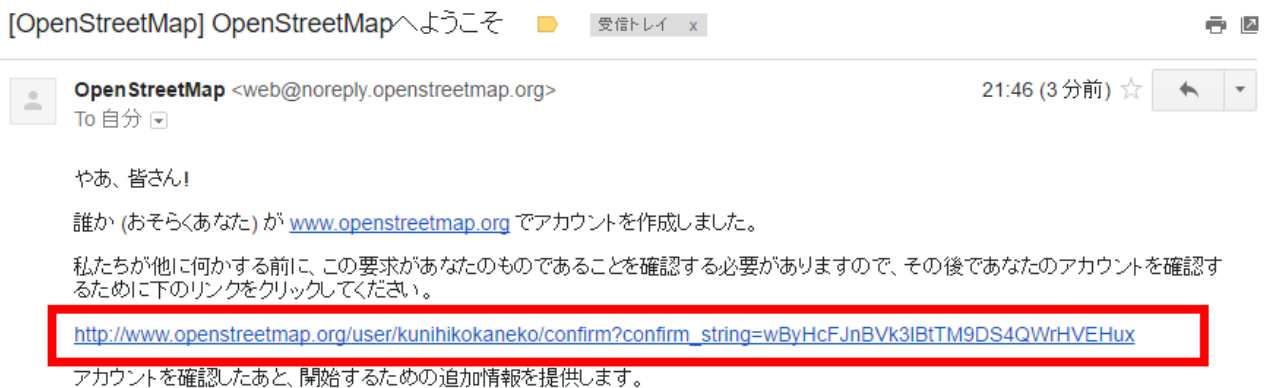 [OpenStreetMap] OpenStreetMapへようこそ 受信トレイ x
OpenStreetMap <web@noreply.openstreetmap.org> 21:46 (3 分前)
To 自分
やあ、皆さん!
誰か (おそらくあなた) が www.openstreetmap.org でアカウントを作成しました。
私たちが他に何かする前に、この要求があなたのものであることを確認する必要がありますので、その後であなたのアカウントを確認す
るために下のリンクをクリックしてください。
http://www.openstreetmap.org/user/kunihikokaneko/confirm?confirm_string=wByHcFJnBVk3IBtTM9DS4QWrHVEHux
アカウントを確認したあと、開始するための追加情報を提供します。